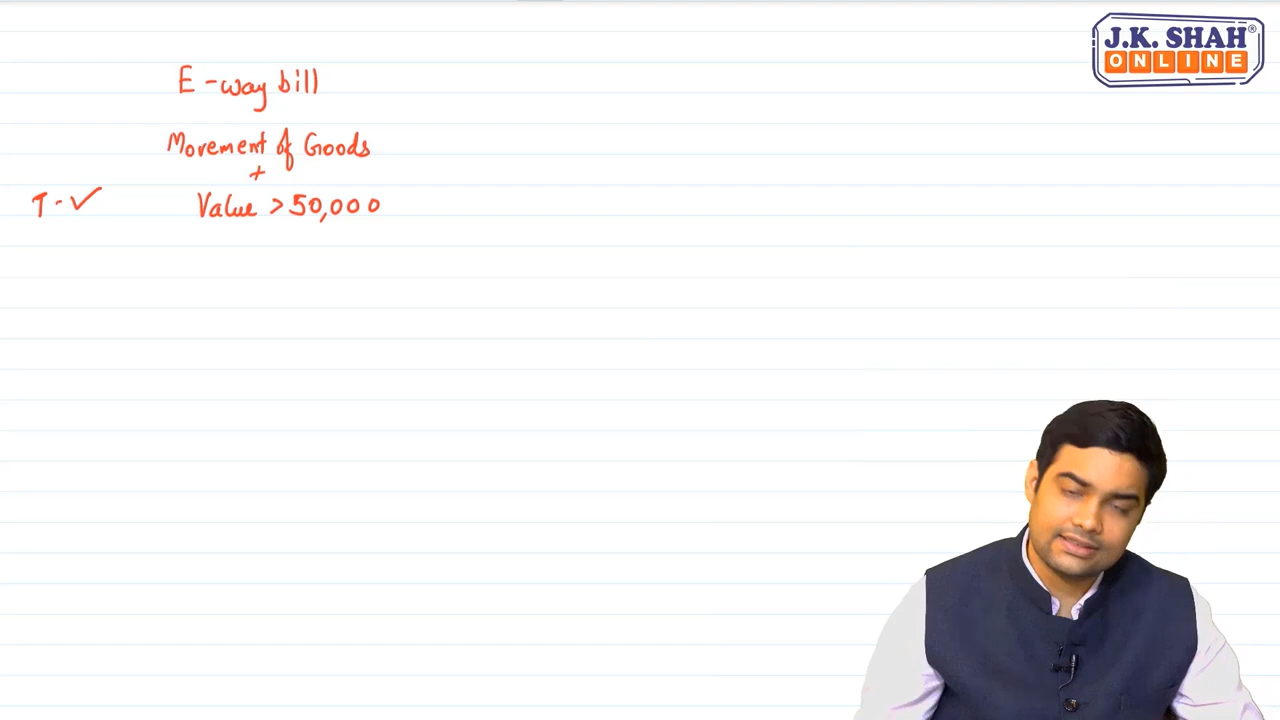 J.K. SHAH®
ONLINE
E-way bill
Movement of Goods
+
T - ✓ Value > 50,000